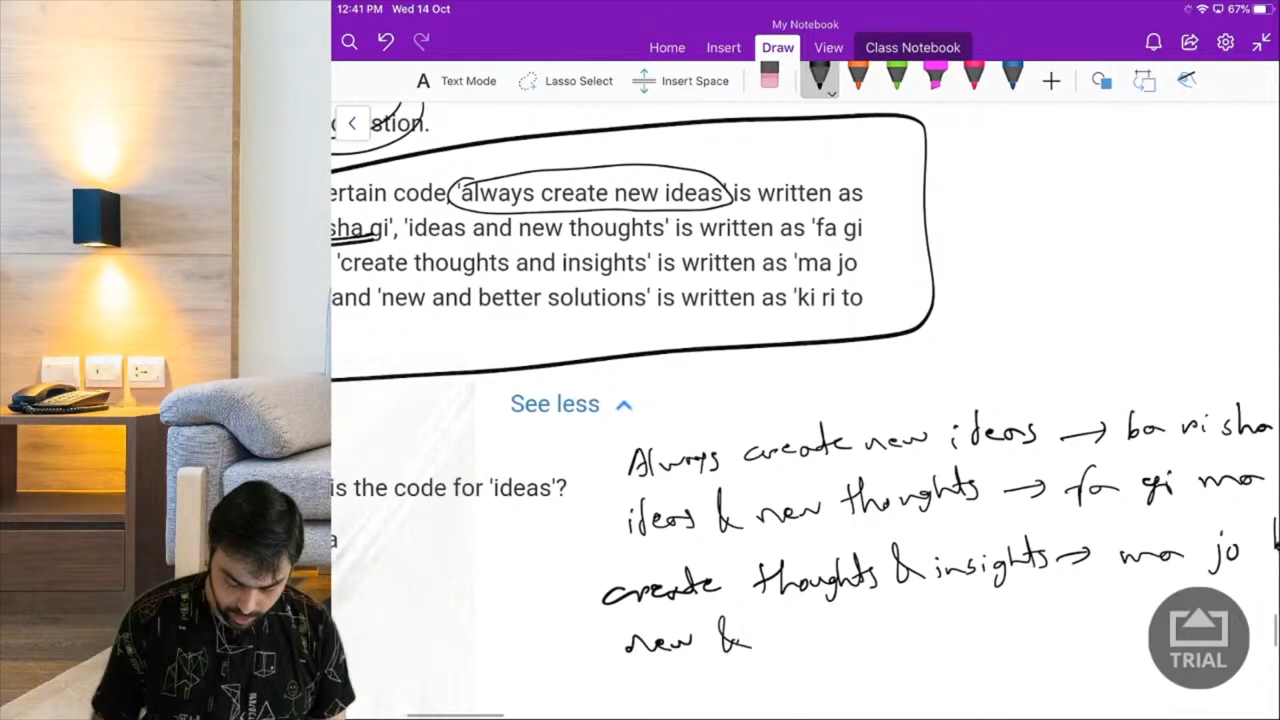 12:41 PM Wed 14 Oct
67%
My Notebook
Home Insert Draw View Class Notebook
A Text Mode Lasso Select Insert Space
stion.
ertain code, 'always create new ideas' is written as
sha gi', 'ideas and new thoughts' is written as 'fa gi
'create thoughts and insights' is written as 'ma jo
and 'new and better solutions' is written as 'ki ri to
See less
Always create new ideas → ba ri sha
is the code for 'ideas'?
ideas & new thoughts → fa gi ma
create thoughts & insights → ma jo
new &
TRIAL